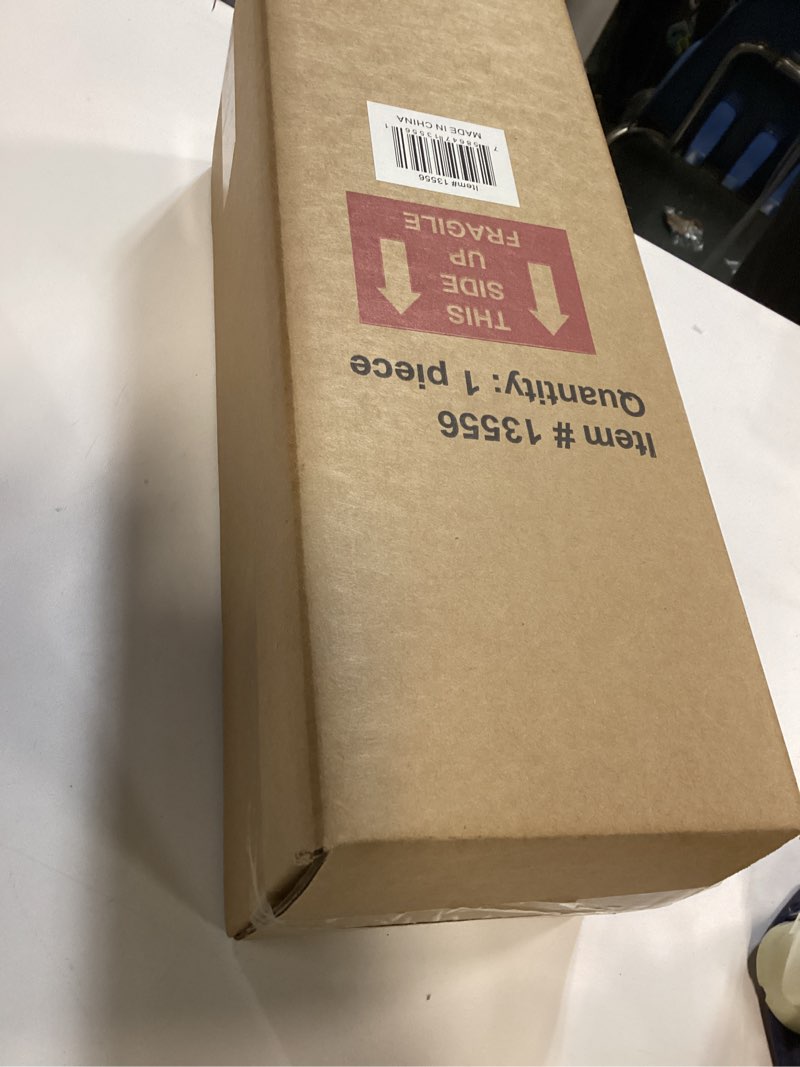 Item # 13556
Quantity: 1 piece
THIS
SIDE
UP
FRAGILE
Item# 13556
MADE IN CHINA